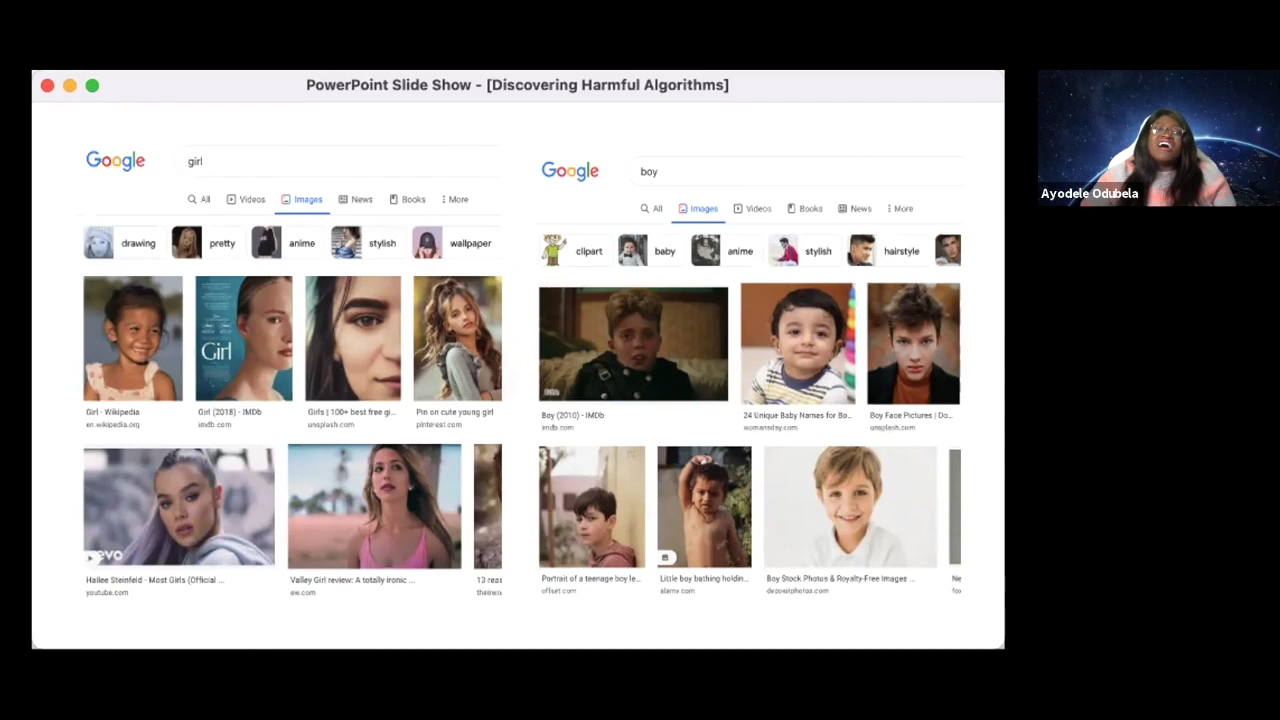 PowerPoint Slide Show - [Discovering Harmful Algorithms]
Google
girl
All Videos Images News Books More
drawing pretty anime stylish wallpaper
Girl
Girl - Wikipedia
en.wikipedia.org
Girl (2018) - IMDb
imdb.com
Girls | 100+ best free gi...
unsplash.com
Pin on cute young girl
pinterest.com
evo
Hailee Steinfeld - Most Girls (Official ...
youtube.com
Valley Girl review: A totally ironic ...
ew.com
13 reas
Google
boy
All Images Videos Books News More
clipart baby anime stylish hairstyle
Boy (2010) - IMDb
imdb.com
24 Unique Baby Names for Bo...
womansday.com
Boy Face Pictures | Do...
unsplash.com
Portrait of a teenage boy le...
offset.com
Little boy bathing holdin...
alamy.com
Boy Stock Photos & Royalty-Free Images ...
depositphotos.com
Ne
Ayodele Odubela